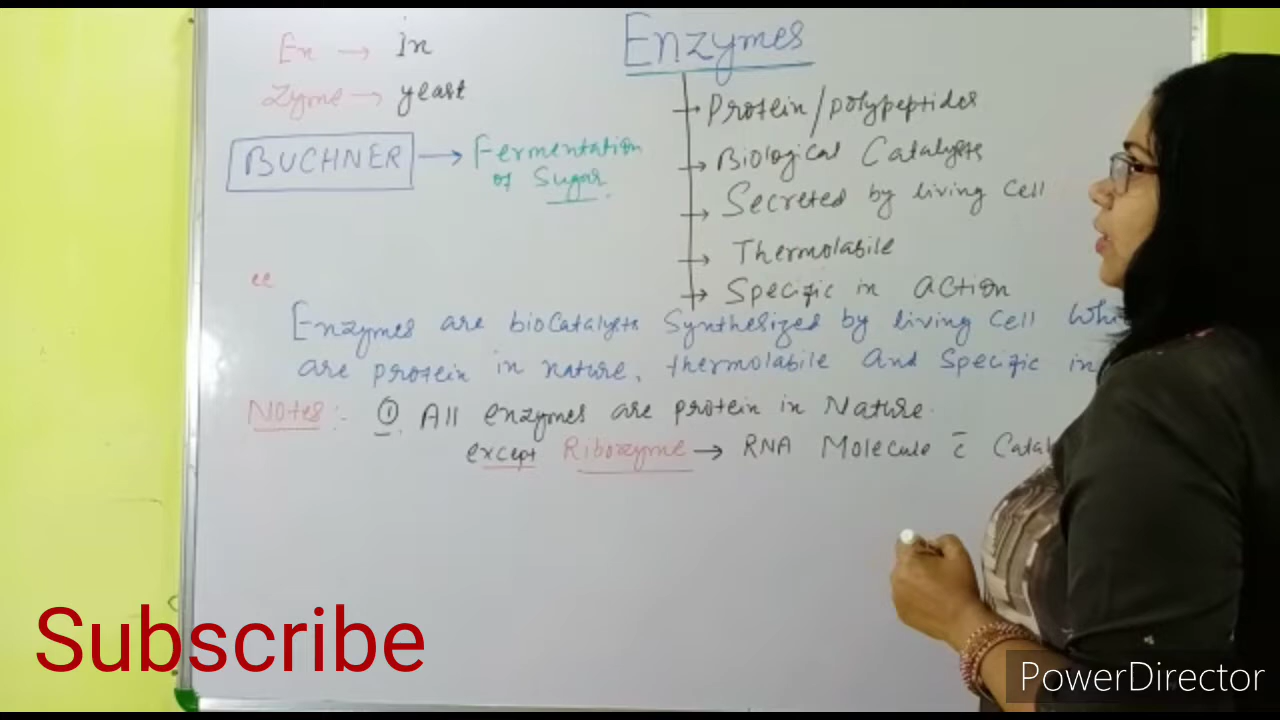 En → in
Zyme → yeast
BUCHNER → Fermentation
of Sugar.
Enzymes
→ Protein/polypeptides
→ Biological Catalysts
→ Secreted by living cell
→ Thermolabile
→ Specific in action
"
Enzymes are biocatalysts synthesized by living cell
are protein in nature, thermolabile and specific in
Notes:- ① All enzymes are protein in Nature.
except Ribozyme → RNA Molecule c̄
Subscribe
PowerDirector